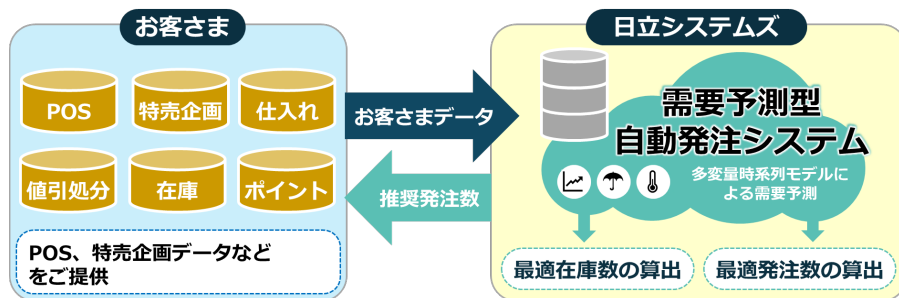 お客さま
POS
特売企画
仕入れ
値引処分
在庫
ポイント
POS、特売企画データなど
をご提供
お客さまデータ
推奨発注数
日立システムズ
需要予測型
自動発注システム
多変量時系列モデルに
よる需要予測
最適在庫数の算出
最適発注数の算出